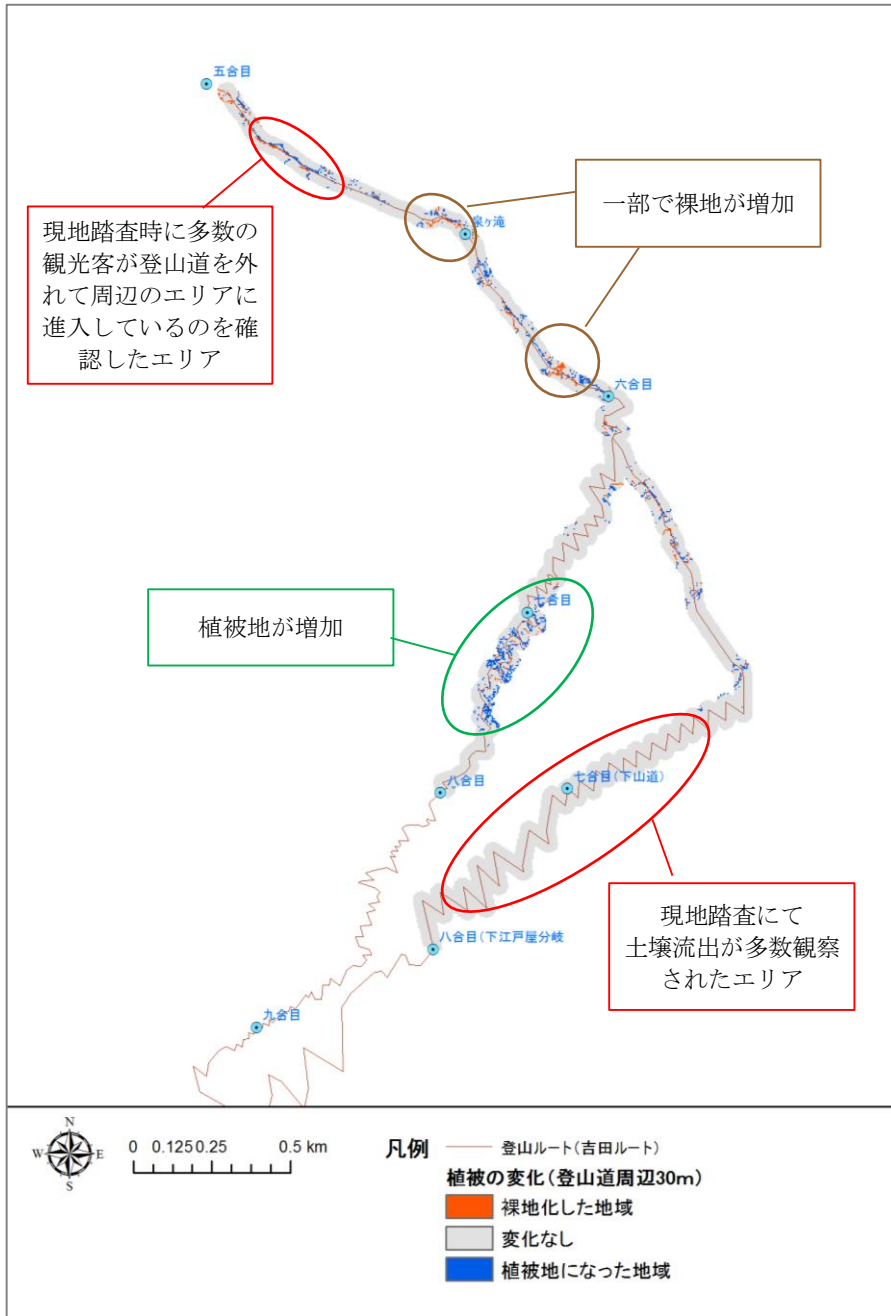 五合目
現地踏査時に多数の
観光客が登山道を外
れて周辺のエリアに
進入しているのを確
認したエリア
一部で裸地が増加
泉ヶ滝
六合目
植被地が増加
七合目
八合目
七合目(下山道)
現地踏査にて
土壌流出が多数観察
されたエリア
八合目(下江戸屋分岐
九合目
N
W
E
S
0 0.125 0.25 0.5 km
凡例
登山ルート(吉田ルート)
植被の変化(登山道周辺30m)
裸地化した地域
変化なし
植被地になった地域